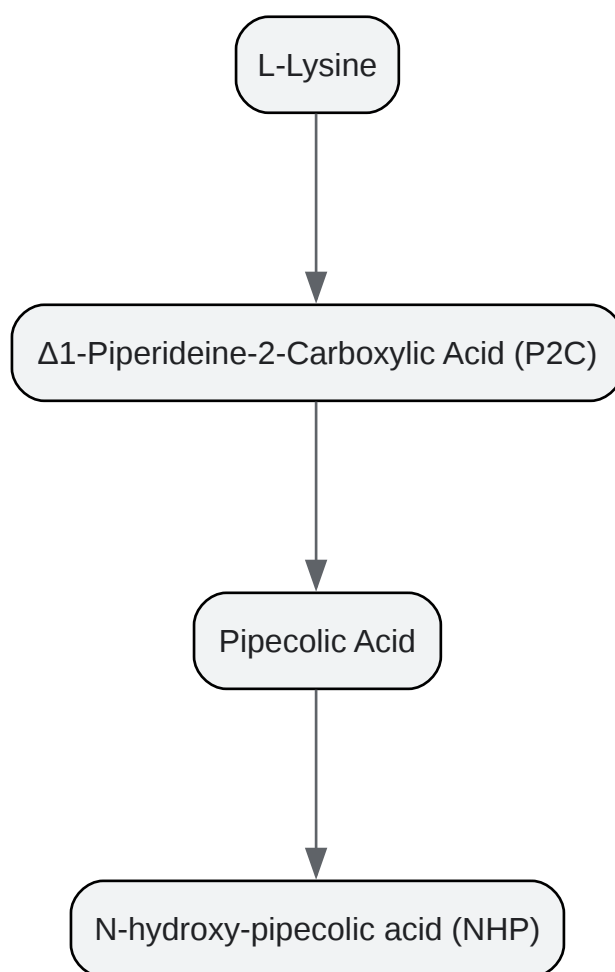 L-Lysine
Δ1-Piperideine-2-Carboxylic Acid (P2C)
Pipecolic Acid
N-hydroxy-pipecolic acid (NHP)